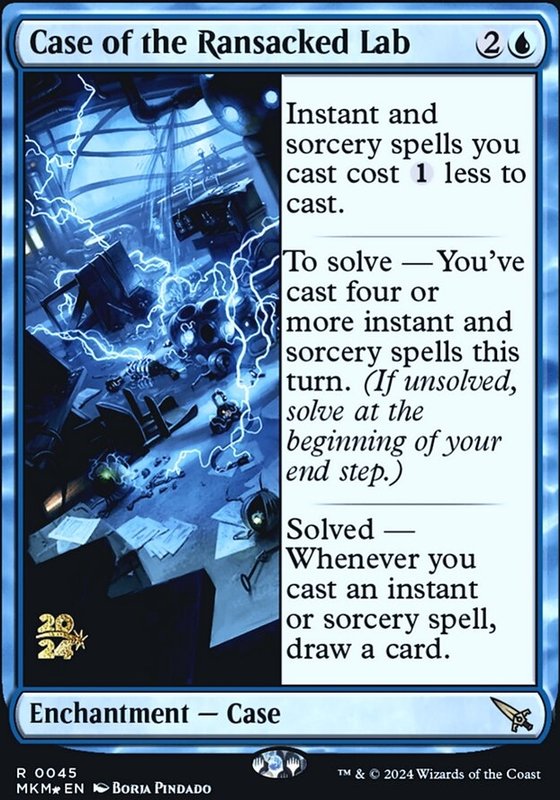 Case of the Ransacked Lab 2
Instant and
sorcery spells you
cast cost 1 less to
cast.
To solve — You've
cast four or
more instant and
sorcery spells this
turn. (If unsolved,
solve at the
beginning of your
end step.)
Solved —
Whenever you
cast an instant
or sorcery spell,
draw a card.
20
24
Enchantment — Case
R 0045
MKM★EN Borja Pindado
™ & © 2024 Wizards of the Coast